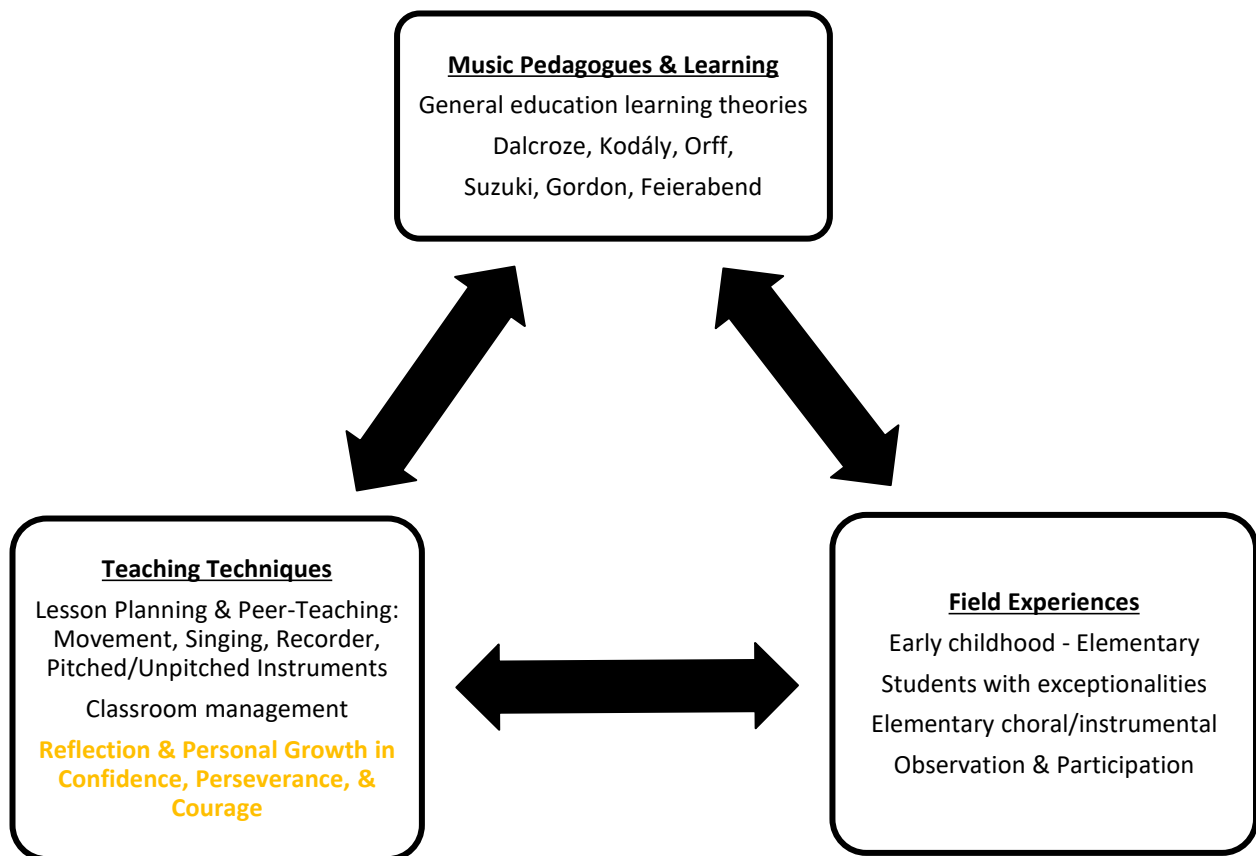 Music Pedagogues & Learning
General education learning theories
Dalcroze, Kodály, Orff,
Suzuki, Gordon, Feierabend
Teaching Techniques
Lesson Planning & Peer-Teaching:
Movement, Singing, Recorder,
Pitched/Unpitched Instruments
Classroom management
Reflection & Personal Growth in
Confidence, Perseverance, &
Courage
Field Experiences
Early childhood - Elementary
Students with exceptionalities
Elementary choral/instrumental
Observation & Participation